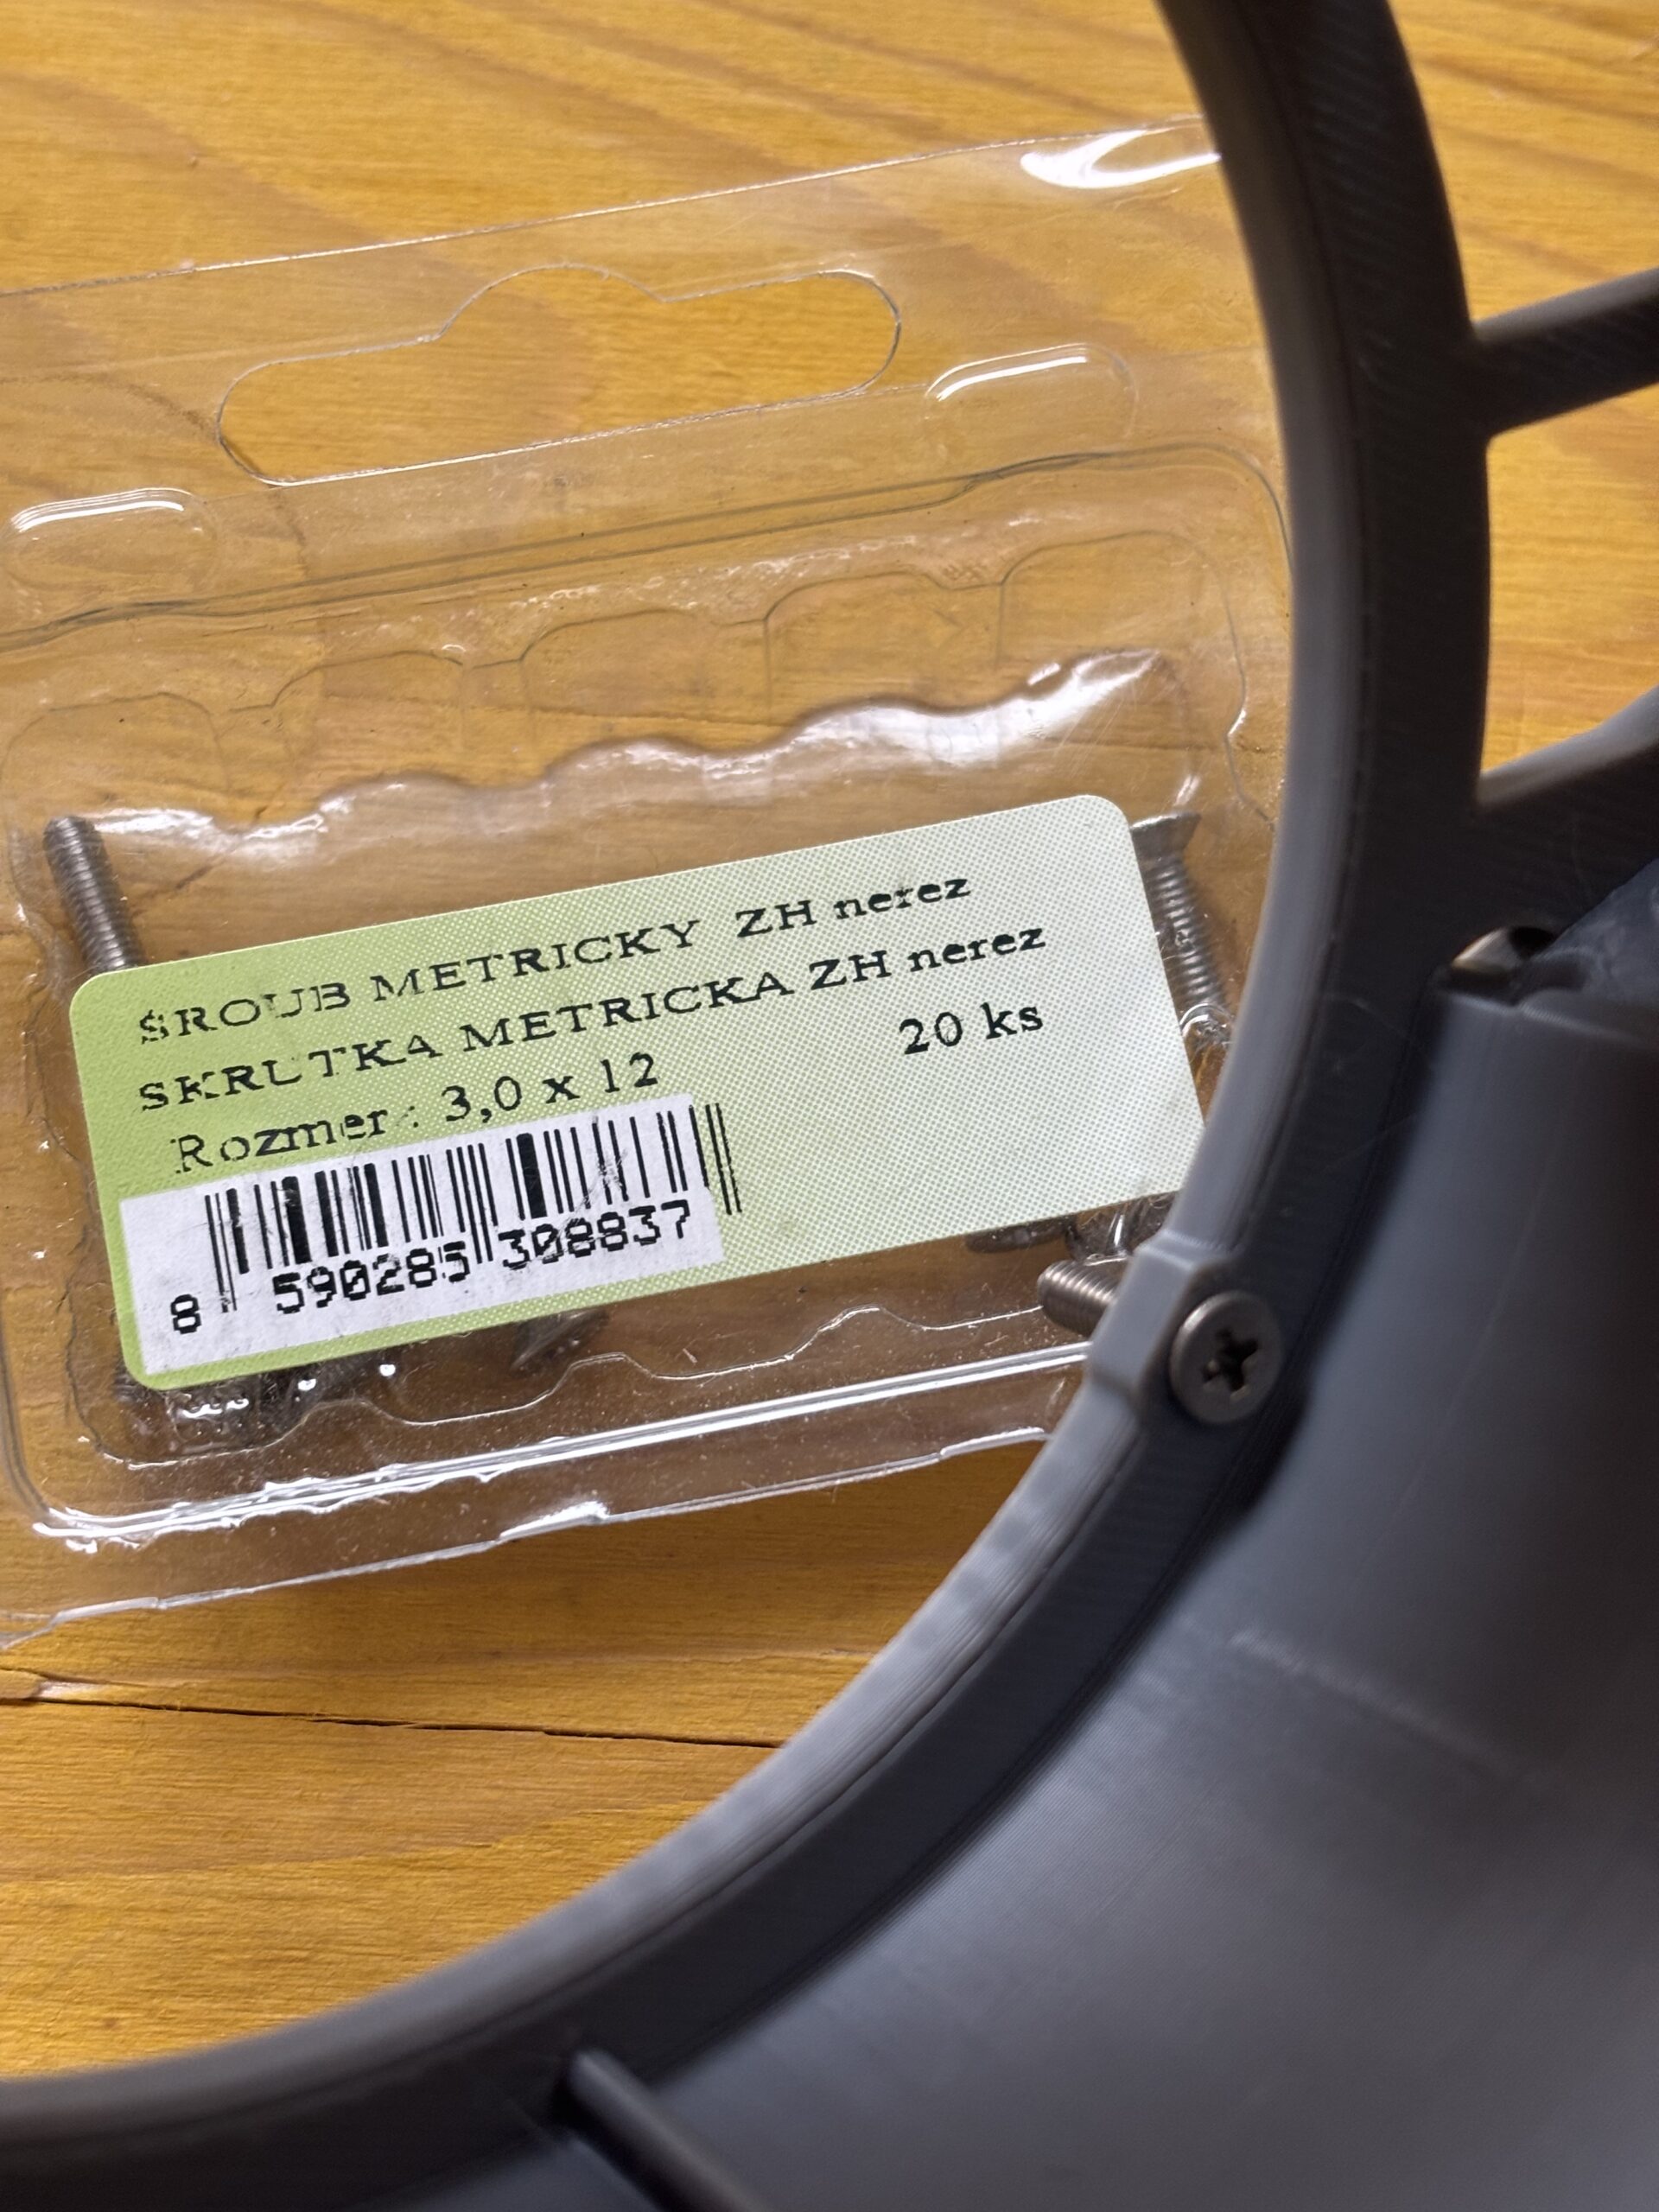 ŠROUB METRICKY ZH nerez
SKRUTKA METRICKA ZH nerez
20 ks
Rozmer : 3,0 x 12
8 590285 308837